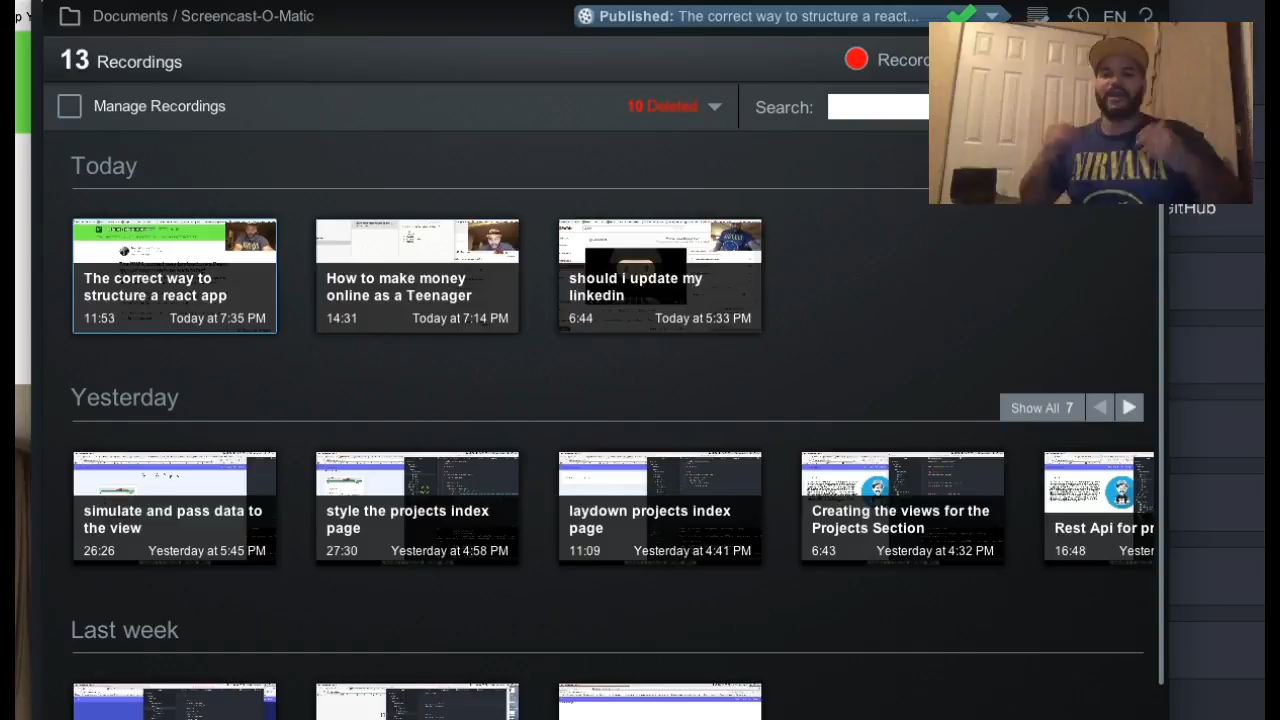 Documents / Screencast-O-Matic
Published: The correct way to structure a react...
EN ?
13 Recordings
Manage Recordings
10 Deleted
Search:
NIRVANA
GitHub
Today
The correct way to
structure a react app
11:53 Today at 7:35 PM
How to make money
online as a Teenager
14:31 Today at 7:14 PM
should i update my
linkedin
6:44 Today at 5:33 PM
Yesterday
Show All 7
simulate and pass data to
the view
26:26 Yesterday at 5:45 PM
style the projects index
page
27:30 Yesterday at 4:58 PM
laydown projects index
page
11:09 Yesterday at 4:41 PM
Creating the views for the
Projects Section
6:43 Yesterday at 4:32 PM
Rest Api for pr
16:48 Yester
Last week